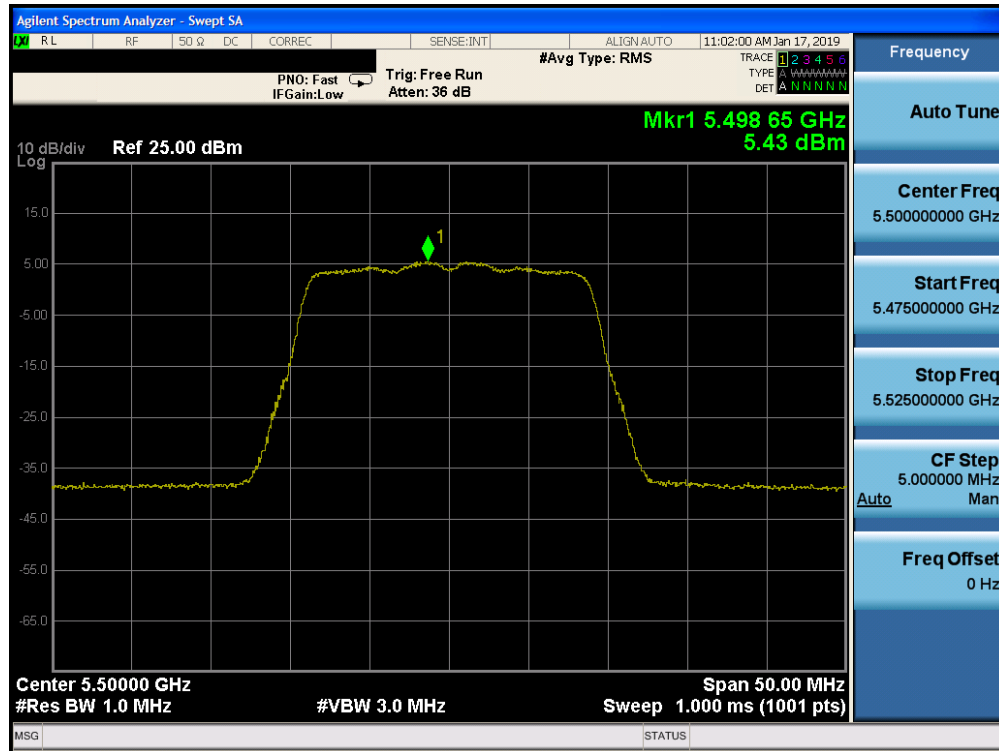 Agilent Spectrum Analyzer - Swept SA
LXI RL RF 50 Ω DC CORREC SENSE:INT ALIGN AUTO 11:02:00 AM Jan 17, 2019
Frequency
#Avg Type: RMS
TRACE 1 2 3 4 5 6
PNO: Fast
Trig: Free Run
TYPE A WWWWW
IFGain:Low
Atten: 36 dB
DET A N N N N N
Auto Tune
Mkr1 5.498 65 GHz
5.43 dBm
10 dB/div
Log
Ref 25.00 dBm
15.0
5.00
-5.00
-15.0
-25.0
-35.0
-45.0
-55.0
-65.0
1
Center Freq
5.500000000 GHz
Start Freq
5.475000000 GHz
Stop Freq
5.525000000 GHz
CF Step
5.000000 MHz
Auto Man
Freq Offset
0 Hz
Center 5.50000 GHz
Span 50.00 MHz
#Res BW 1.0 MHz
#VBW 3.0 MHz
Sweep 1.000 ms (1001 pts)
MSG
STATUS